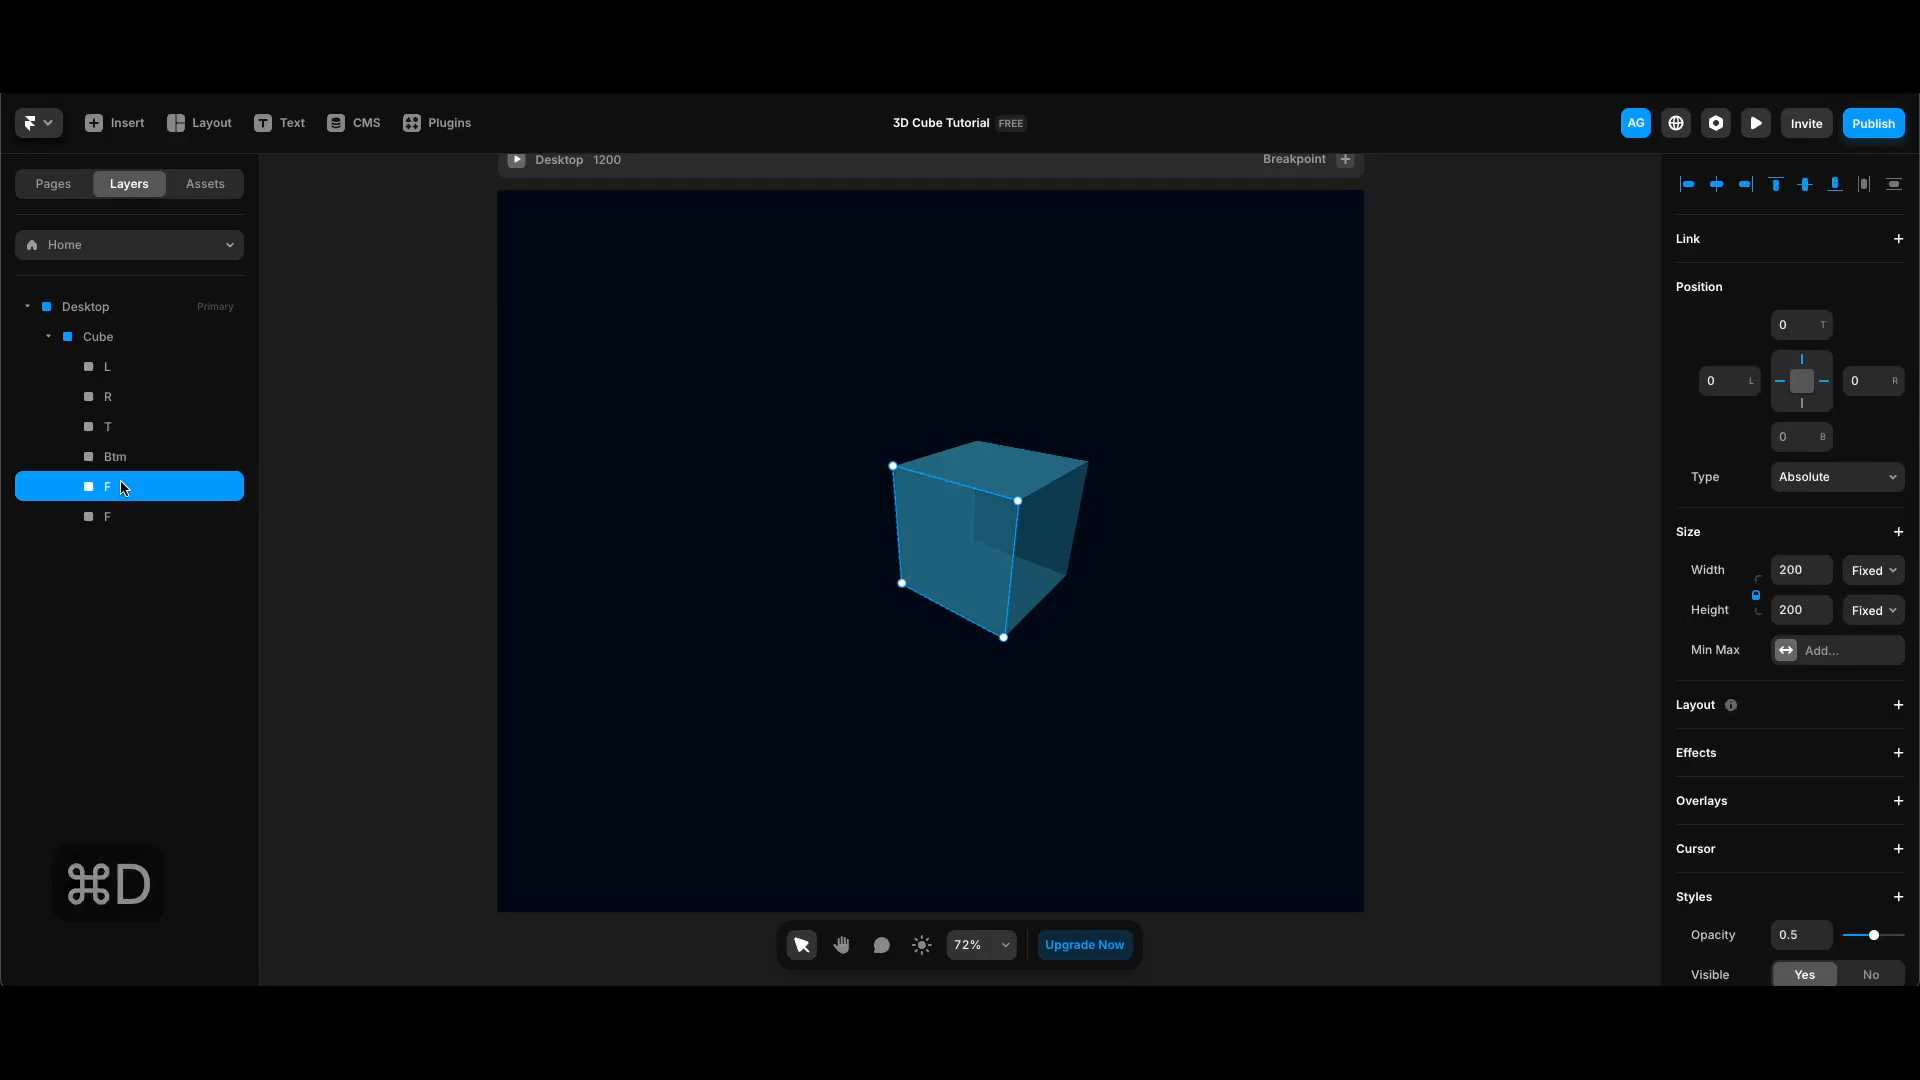 Insert Layout Text CMS Plugins 3D Cube Tutorial FREE AG Invite Publish
Desktop 1200 Breakpoint
Pages Layers Assets
Home
Desktop Primary
Cube
L
R
T
Btm
F
F
⌘D
72% Upgrade Now
Link
Position
0 T
0 L 0 R
0 B
Type Absolute
Size
Width 200 Fixed
Height 200 Fixed
Min Max Add...
Layout
Effects
Overlays
Cursor
Styles
Opacity 0.5
Visible Yes No